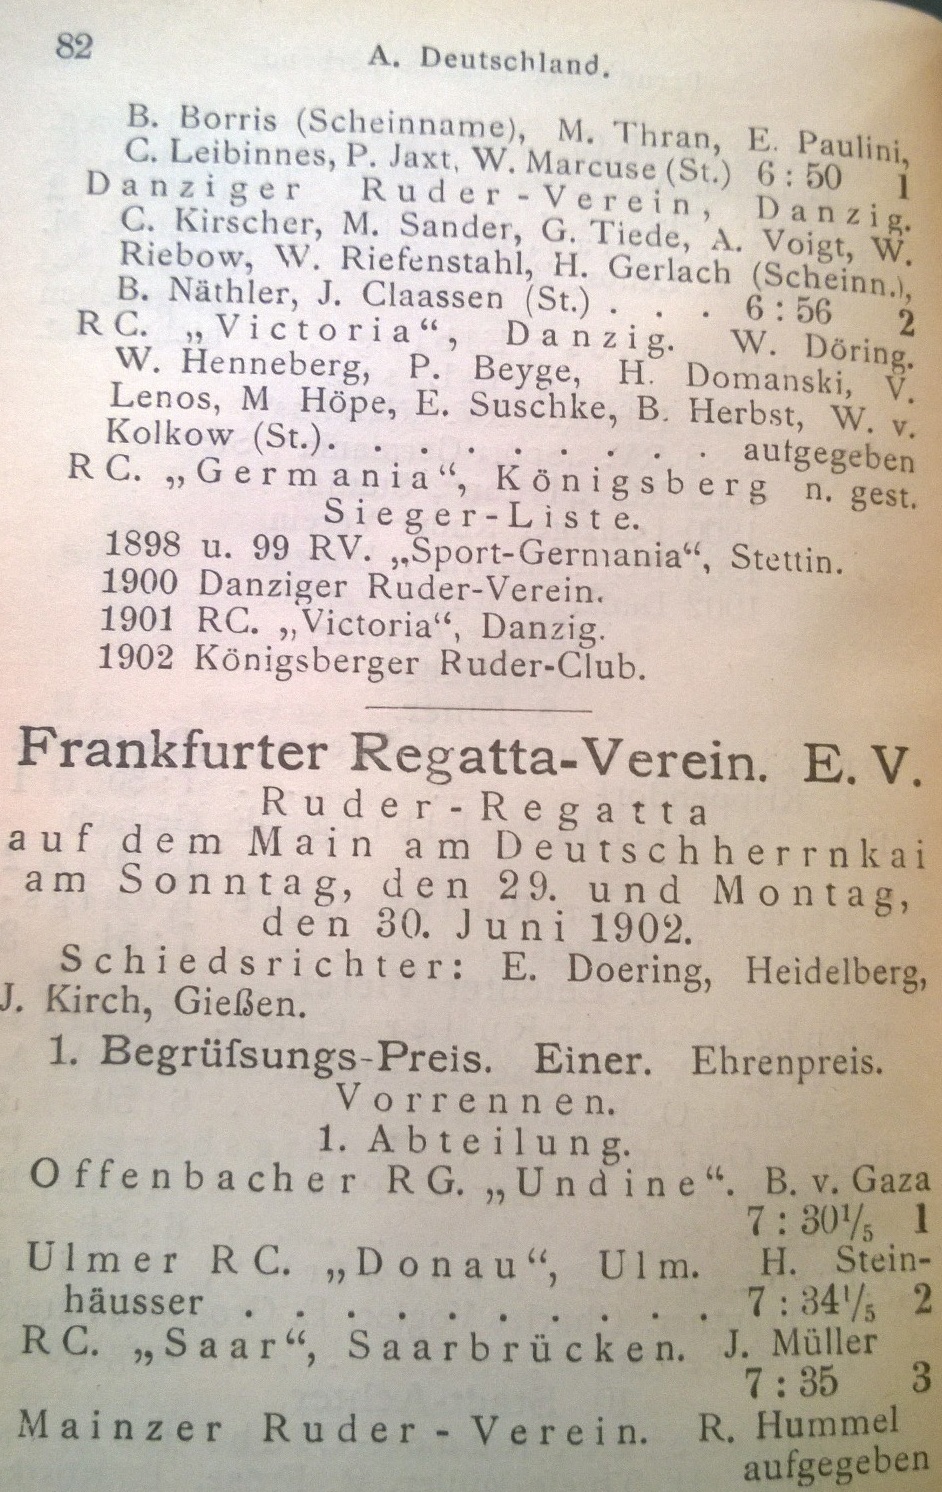 82
A. Deutschland.
B. Borris (Scheinname), M. Thran, E. Paulini,
C. Leibinnes, P. Jaxt, W. Marcuse (St.) 6 : 50 1
Danziger Ruder-Verein, Danzig.
C. Kirscher, M. Sander, G. Tiede, A. Voigt, W.
Riebow, W. Riefenstahl, H. Gerlach (Scheinn.),
B. Näthler, J. Claassen (St.) . . . 6 : 56 2
RC. „Victoria“, Danzig. W. Döring.
W. Henneberg, P. Beyge, H. Domanski, V.
Lenos, M Höpe, E. Suschke, B. Herbst, W. v.
Kolkow (St.). . . . . . . . . . autgegeben
RC. „Germania“, Königsberg n. gest.
Sieger-Liste.
1898 u. 99 RV. „Sport-Germania“, Stettin.
1900 Danziger Ruder-Verein.
1901 RC. „Victoria“, Danzig.
1902 Königsberger Ruder-Club.
Frankfurter Regatta-Verein. E. V.
Ruder-Regatta
auf dem Main am Deutschherrnkai
am Sonntag, den 29. und Montag,
den 30. Juni 1902.
Schiedsrichter: E. Doering, Heidelberg,
J. Kirch, Gießen.
1. Begrüfsungs-Preis. Einer. Ehrenpreis.
Vorrennen.
1. Abteilung.
Offenbacher RG. „Undine“. B. v. Gaza
7 : 30¹/₅ 1
Ulmer RC. „Donau“, Ulm. H. Stein-
häusser . . . . . . . . . . 7 : 34¹/₅ 2
RC. „Saar“, Saarbrücken. J. Müller
7 : 35 3
Mainzer Ruder-Verein. R. Hummel
aufgegeben